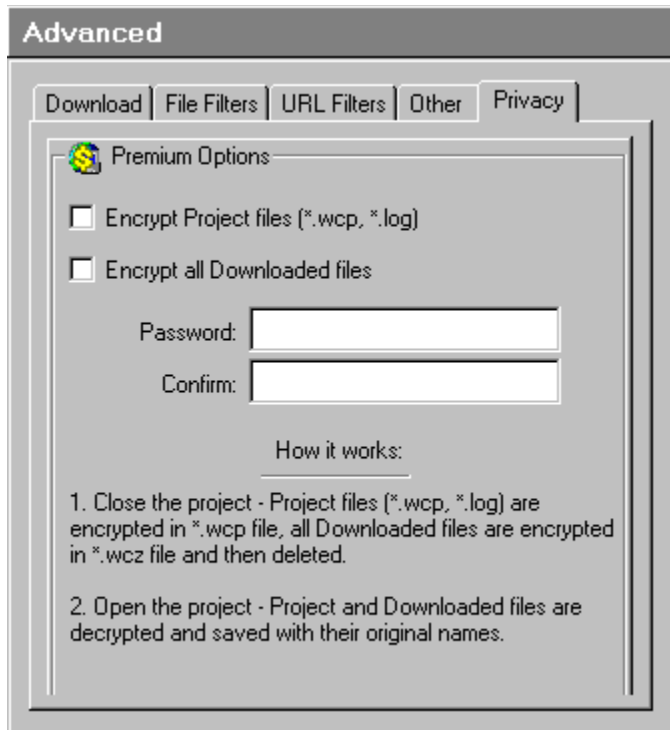 Advanced
Download File Filters URL Filters Other Privacy
Premium Options
Encrypt Project files (*.wcp, *.log)
Encrypt all Downloaded files
Password:
Confirm:
How it works:
1. Close the project - Project files (*.wcp, *.log) are
encrypted in *.wcp file, all Downloaded files are encrypted
in *.wcz file and then deleted.
2. Open the project - Project and Downloaded files are
decrypted and saved with their original names.